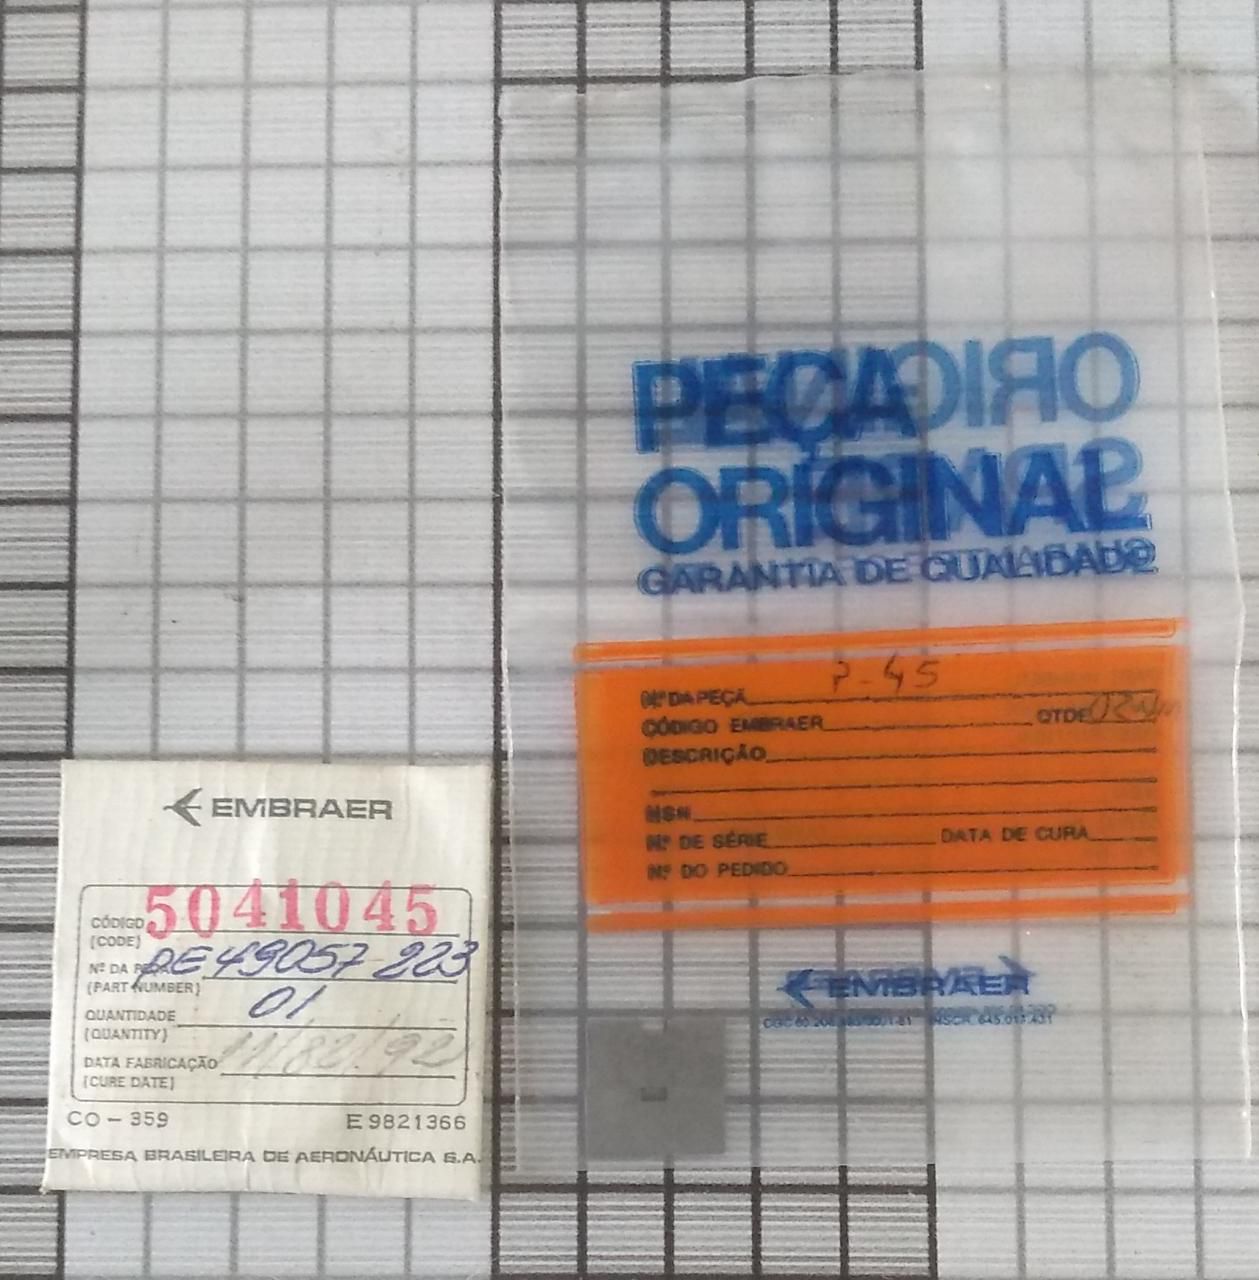 EMBRAER
CÓDIGO 5041045
(CODE)
Nº DA PEÇA PE 49057-223
(PART NUMBER)
QUANTIDADE 01
(QUANTITY)
DATA FABRICAÇÃO
(CURE DATE)
CO - 359 E 9821366
EMPRESA BRASILEIRA DE AERONÁUTICA S.A.
PEÇA
ORIGINAL
GARANTIA DE QUALIDADE
Nº DA PEÇA P-45
CÓDIGO EMBRAER QTDE
DESCRIÇÃO
NSN
Nº DE SÉRIE DATA DE CURA
Nº DO PEDIDO
EMBRAER